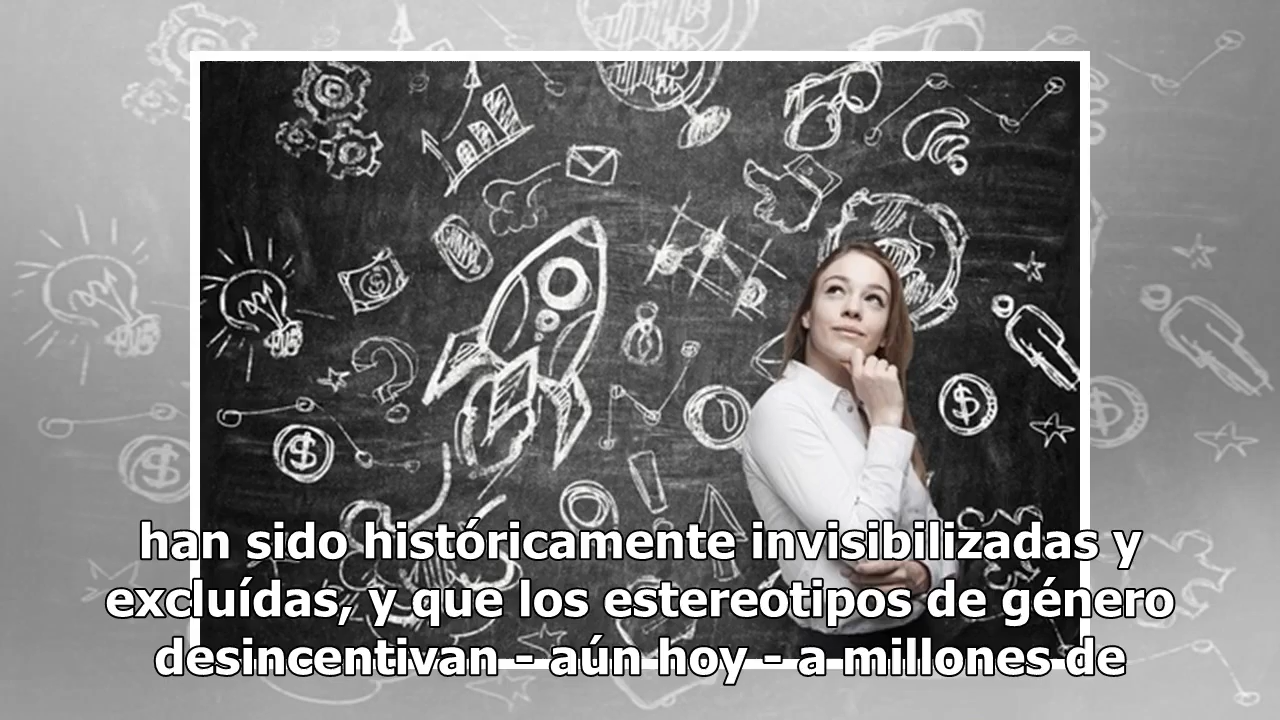 han sido históricamente invisibilizadas y
excluídas, y que los estereotipos de género
desincentivan - aún hoy - a millones de